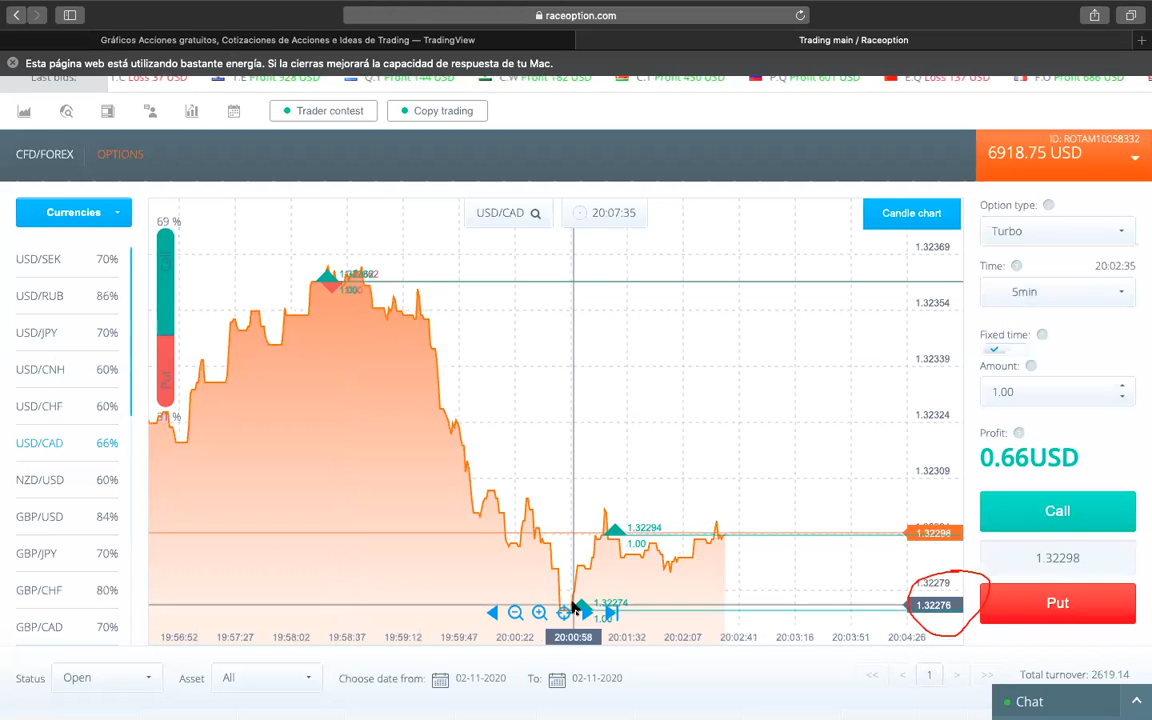 raceoption.com
Gráficos Acciones gratuitos, Cotizaciones de Acciones e Ideas de Trading — TradingView
Trading main / Raceoption
Esta página web está utilizando bastante energía. Si la cierras mejorará la capacidad de respuesta de tu Mac.
Trader contest
Copy trading
CFD/FOREX
OPTIONS
ID: ROTAM10058332
6918.75 USD
Currencies
USD/SEK 70%
USD/RUB 86%
USD/JPY 70%
USD/CNH 60%
USD/CHF 60%
USD/CAD 66%
NZD/USD 60%
GBP/USD 84%
GBP/JPY 70%
GBP/CHF 80%
GBP/CAD 70%
69 %
Call
Put
USD/CAD
20:07:35
Candle chart
1.32369
1.32354
1.32339
1.32324
1.32309
1.32298
1.32279
1.32276
1.32294
1.00
1.32274
19:56:52 19:57:27 19:58:02 19:58:37 19:59:12 19:59:47 20:00:22 20:00:58 20:01:32 20:02:07 20:02:41 20:03:16 20:03:51 20:04:26
Option type:
Turbo
Time: 20:02:35
5min
Fixed time:
Amount:
1.00
Profit:
0.66USD
Call
1.32298
Put
Status Open Asset All Choose date from: 02-11-2020 To: 02-11-2020
<< < 1 > >>
Total turnover: 2619.14
Chat